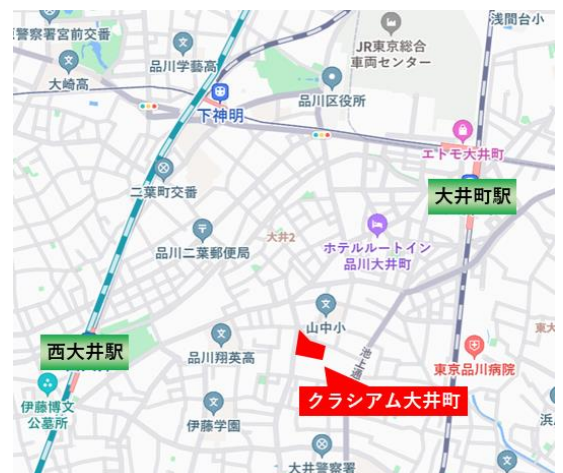 警察署宮前交番
浅間台小
JR東京総合
車両センター
品川学藝高
大崎高
品川区役所
下神明
エトモ大井町
二葉町交番
大井町駅
大井2
品川二葉郵便局
ホテルルートイン
品川大井町
山中小
西大井駅
品川翔英高
池上通
東大
東京品川病院
クラシアム大井町
伊藤博文
公墓所
伊藤学園
浜川
大井警察署